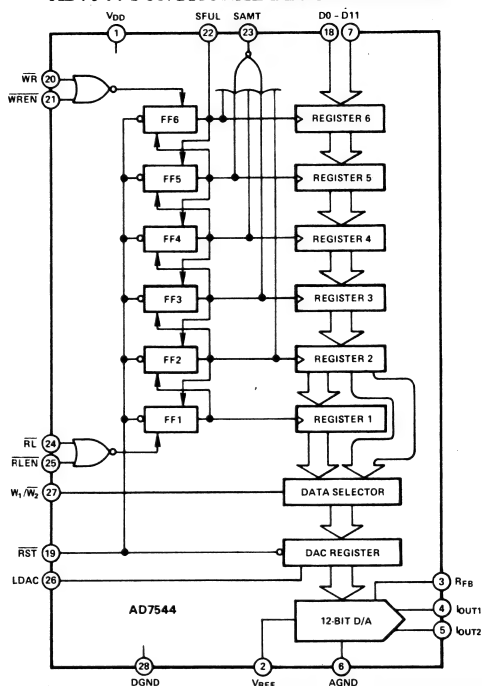 V_DD SFUL SAMT D0 - D11
1 22 23 18 7
WR 20
WREN 21
FF6 REGISTER 6
FF5 REGISTER 5
FF4 REGISTER 4
FF3 REGISTER 3
FF2 REGISTER 2
FF1 REGISTER 1
RL 24
RLEN 25
W1/W2 27 DATA SELECTOR
RST 19 DAC REGISTER
LDAC 26
3 RFB
AD7544 12-BIT D/A 4 IOUT1
5 IOUT2
28 2 6
DGND VREF AGND